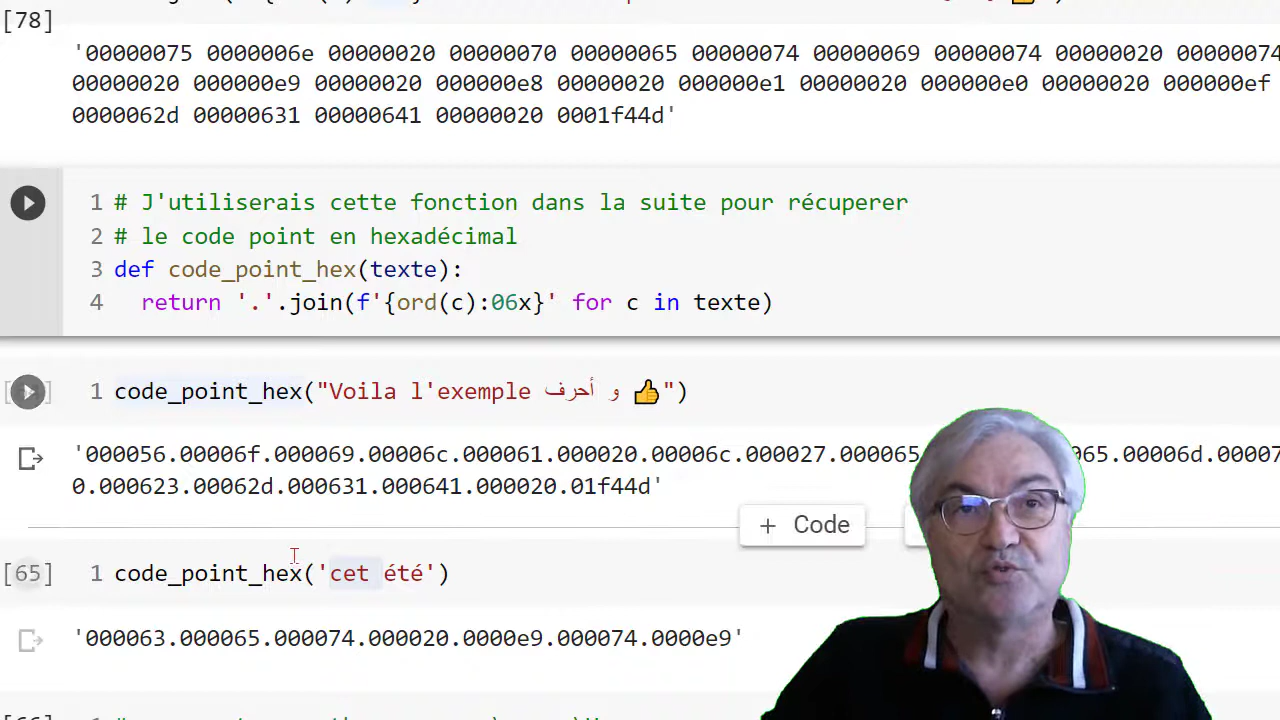 [78]
'00000075 0000006e 00000020 00000070 00000065 00000074 00000069 00000074 00000020 00000074
00000020 000000e9 00000020 000000e8 00000020 000000e1 00000020 000000e0 00000020 000000ef
0000062d 00000631 00000641 00000020 0001f44d'
1 # J'utiliserais cette fonction dans la suite pour récuperer
2 # le code point en hexadécimal
3 def code_point_hex(texte):
4 return '.'.join(f'{ord(c):06x}' for c in texte)
1 code_point_hex("Voila l'exemple و أحرف 👍")
'000056.00006f.000069.00006c.000061.000020.00006c.000027.000065 065.00006d.00007
0.000623.00062d.000631.000641.000020.01f44d'
+ Code
[65] 1 code_point_hex('cet été')
'000063.000065.000074.000020.0000e9.000074.0000e9'